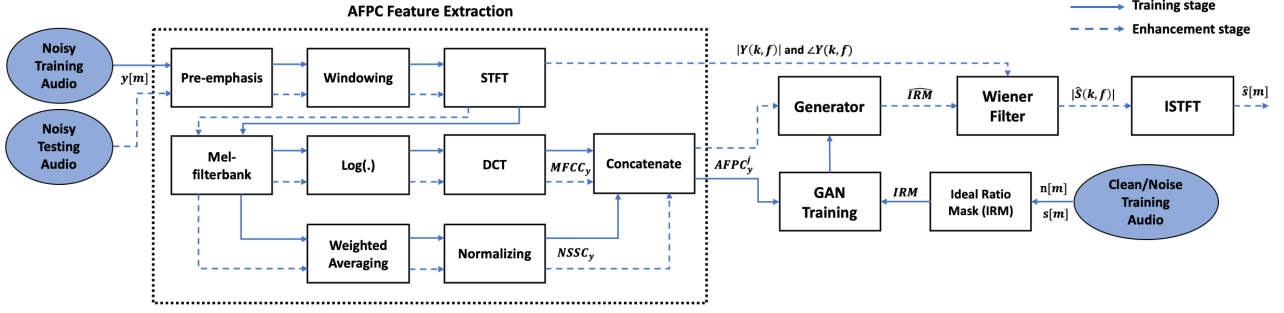 AFPC Feature Extraction
Training stage
Enhancement stage
Noisy
Training
Audio
y[m]
Pre-emphasis
Windowing
STFT
|Y(k,f)| and ∠Y(k,f)
Generator
\widehat{IRM}
Wiener
Filter
|Ŝ(k,f)|
ISTFT
ŝ[m]
Noisy
Testing
Audio
Mel-
filterbank
Log(.)
DCT
MFCC_y
Concatenate
AFPC_y^j
GAN
Training
IRM
Ideal Ratio
Mask (IRM)
n[m]
s[m]
Clean/Noise
Training
Audio
Weighted
Averaging
Normalizing
NSSC_y